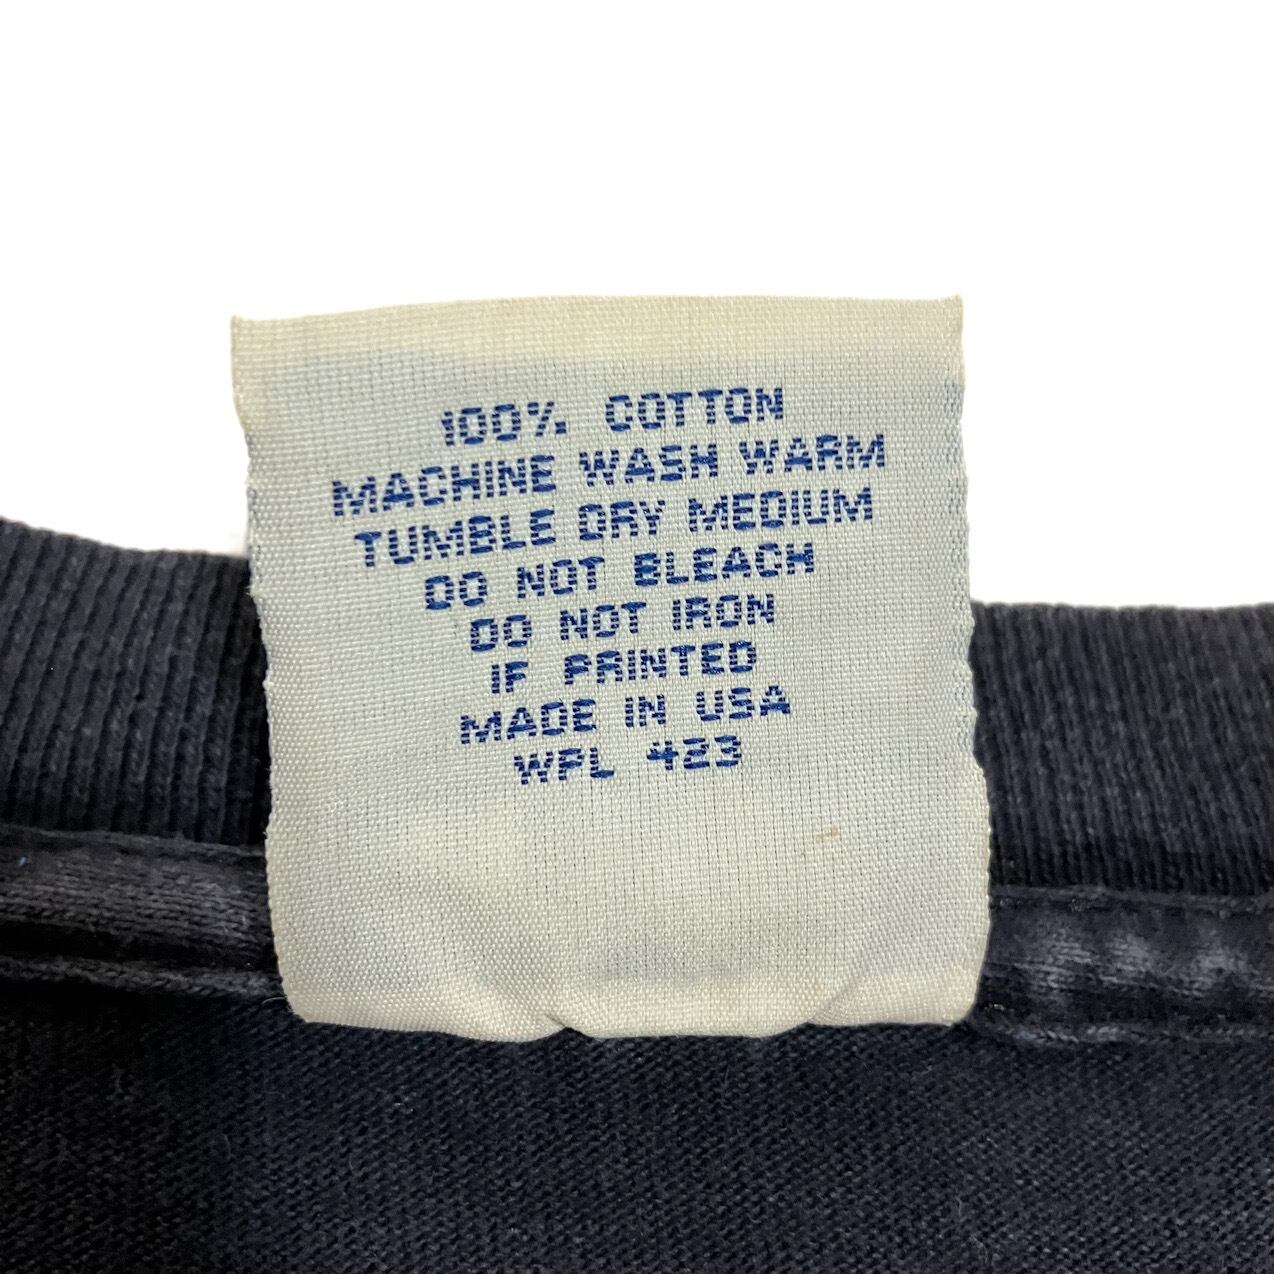 100% COTTON
MACHINE WASH WARM
TUMBLE DRY MEDIUM
DO NOT BLEACH
DO NOT IRON
IF PRINTED
MADE IN USA
WPL 423